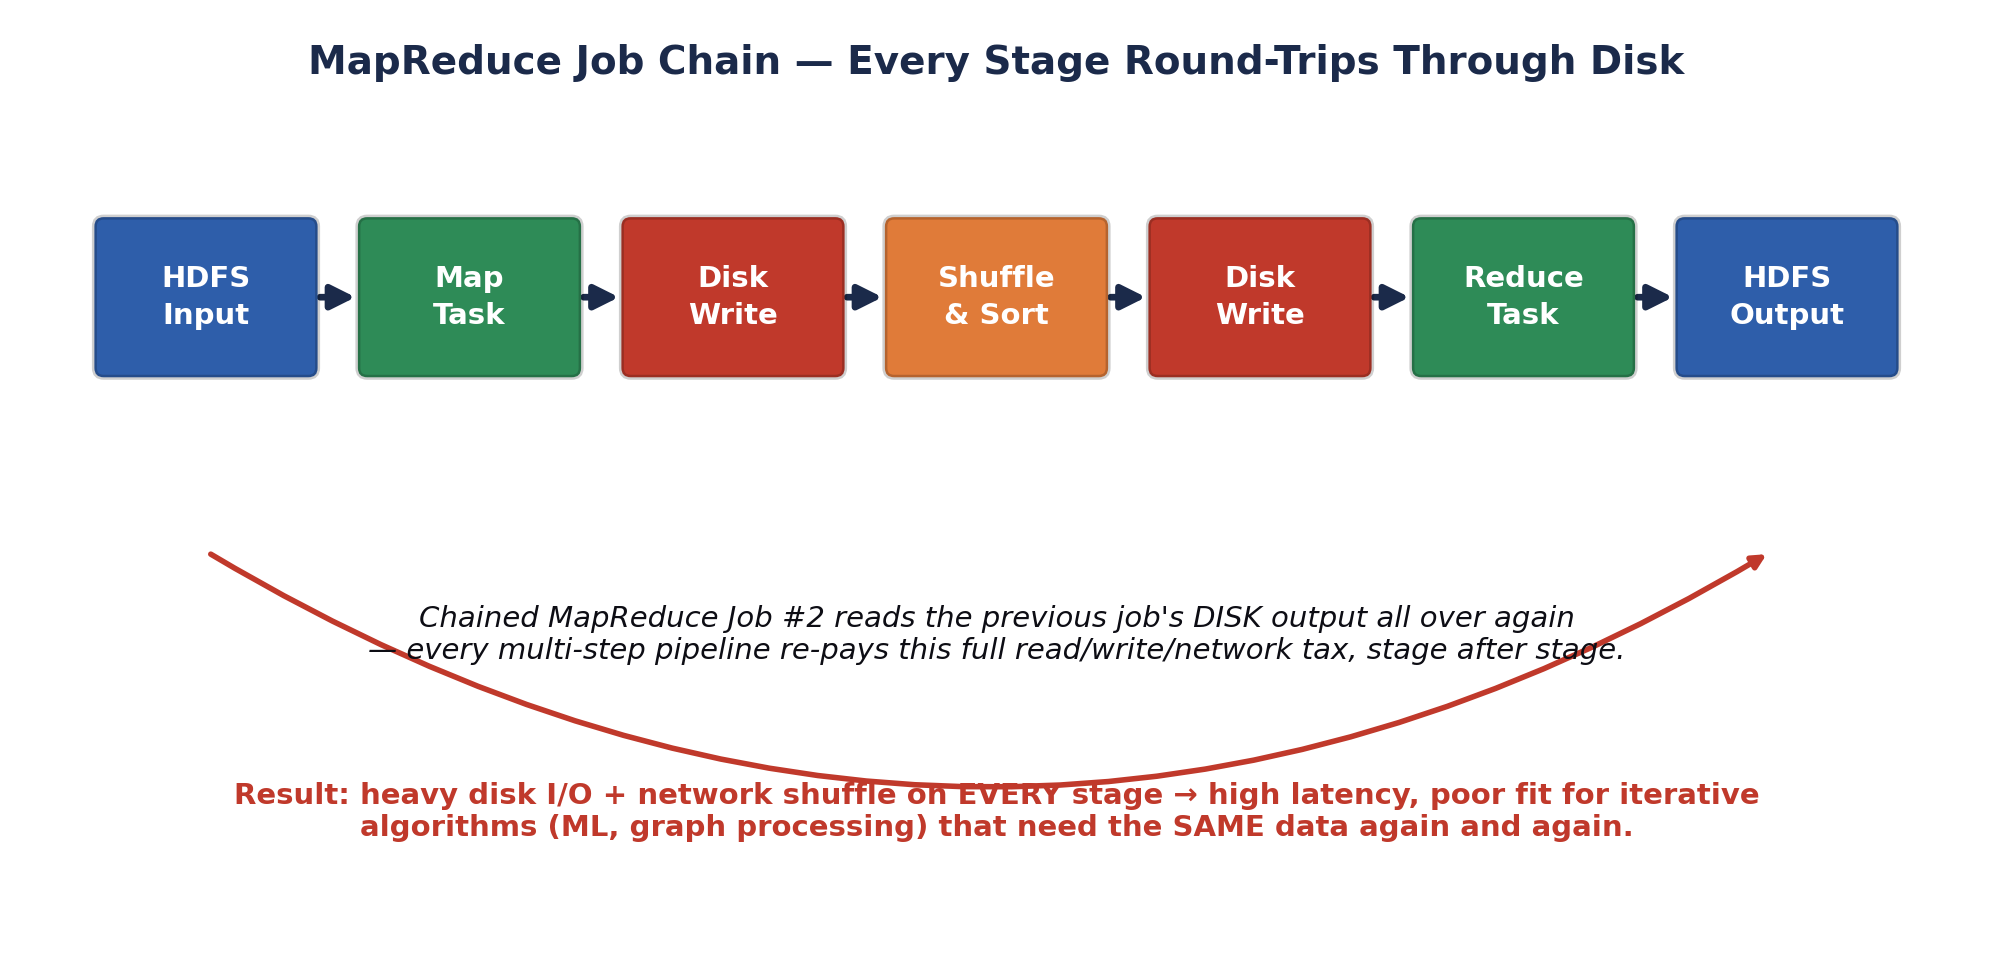 MapReduce Job Chain — Every Stage Round-Trips Through Disk
HDFS
Input
Map
Task
Disk
Write
Shuffle
& Sort
Disk
Write
Reduce
Task
HDFS
Output
Chained MapReduce Job #2 reads the previous job's DISK output all over again
— every multi-step pipeline re-pays this full read/write/network tax, stage after stage.
Result: heavy disk I/O + network shuffle on EVERY stage → high latency, poor fit for iterative
algorithms (ML, graph processing) that need the SAME data again and again.